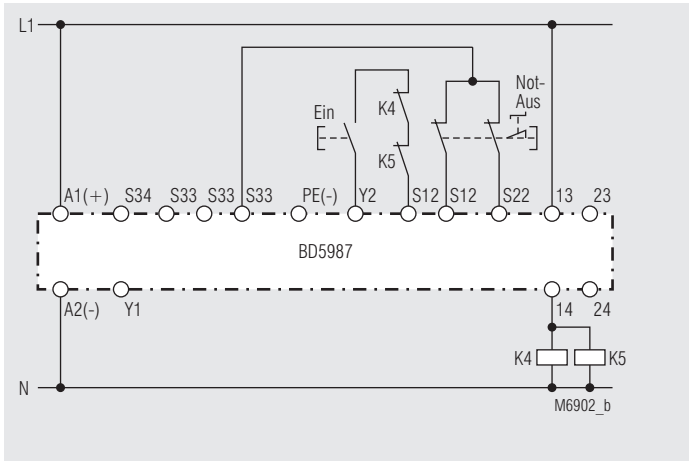 L1
Not-
Aus
Ein
K4
K5
A1(+) S34 S33 S33 S33 PE(-) Y2 S12 S12 S22 13 23
BD5987
A2(-) Y1 14 24
K4 K5
N
M6902_b